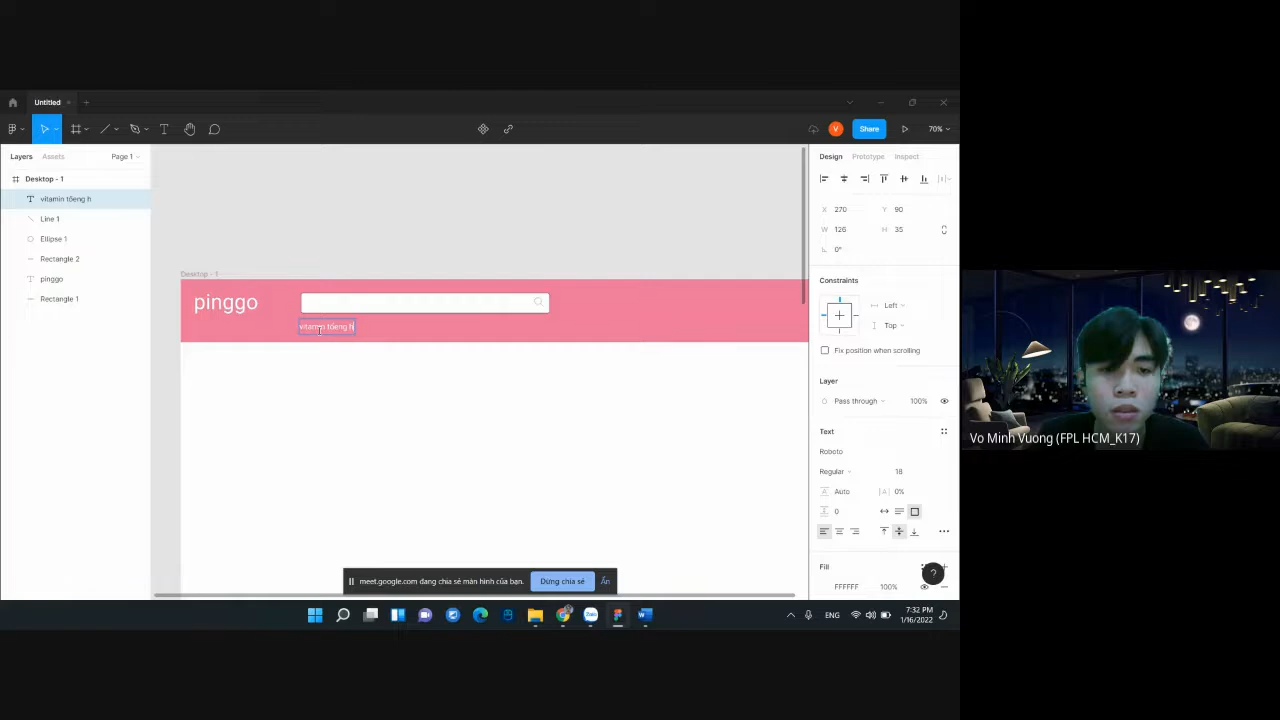 Untitled
Share
70%
Layers
Assets
Page 1
Design
Prototype
Inspect
Desktop - 1
vitamin tôeng h
Line 1
Ellipse 1
Rectangle 2
pinggo
Rectangle 1
X 270 Y 90
W 126 H 35
0°
Constraints
Left
Top
Fix position when scrolling
Layer
Pass through 100%
Text
Roboto
Regular 18
Auto |A| 0%
0
Fill
FFFFFF 100%
?
Desktop - 1
pinggo
vitamin tôeng h
meet.google.com đang chia sẻ màn hình của bạn.
Dừng chia sẻ
Ẩn
ENG
7:32 PM
1/16/2022
Vo Minh Vuong (FPL HCM_K17)